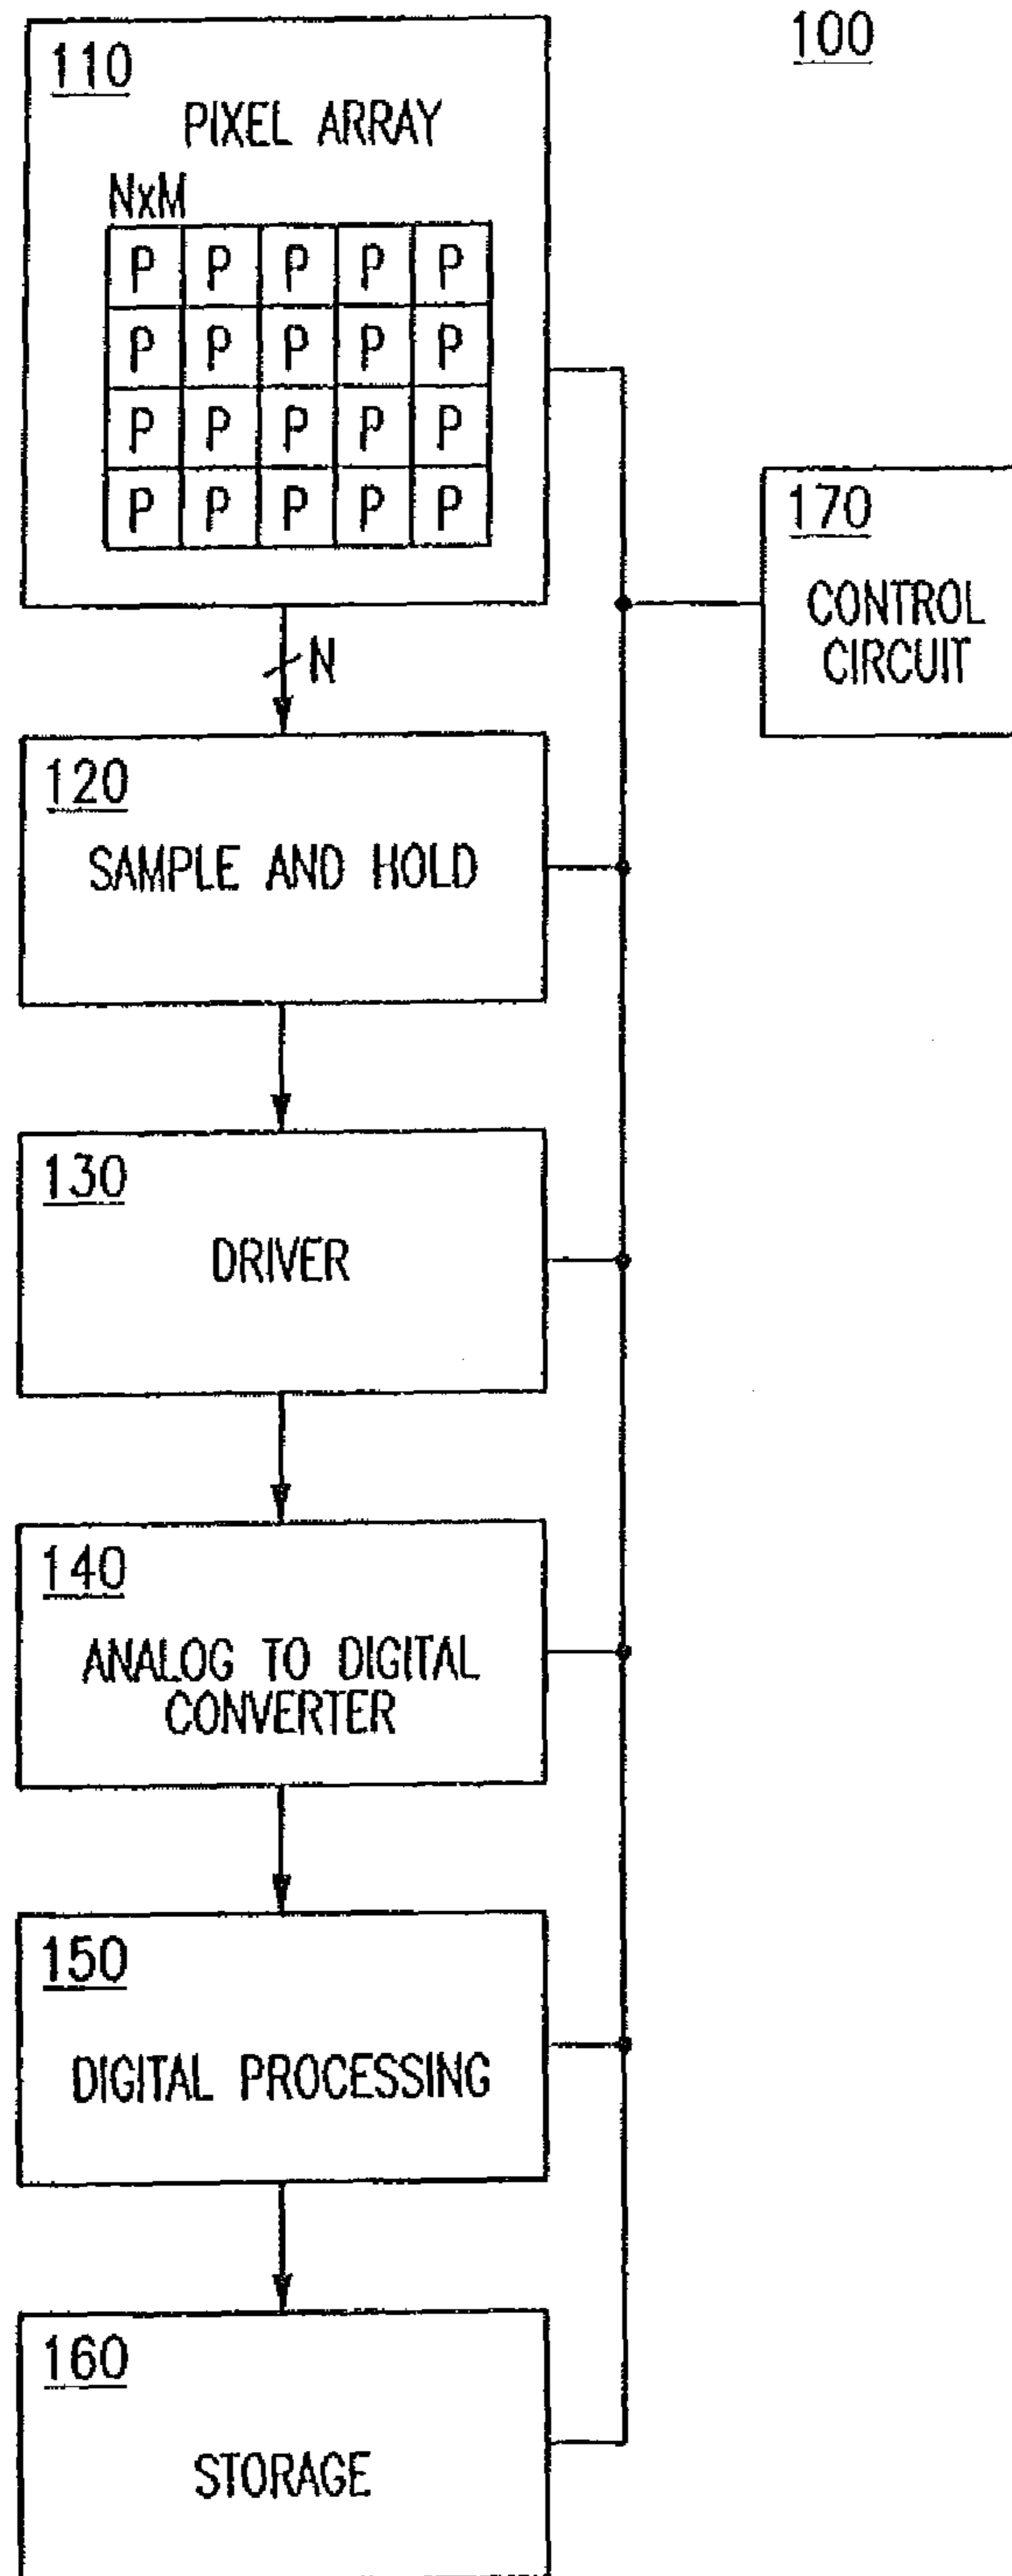 100
110
PIXEL ARRAY
NxM
P P P P P
P P P P P
P P P P P
P P P P P
N
170
CONTROL
CIRCUIT
120
SAMPLE AND HOLD
130
DRIVER
140
ANALOG TO DIGITAL
CONVERTER
150
DIGITAL PROCESSING
160
STORAGE